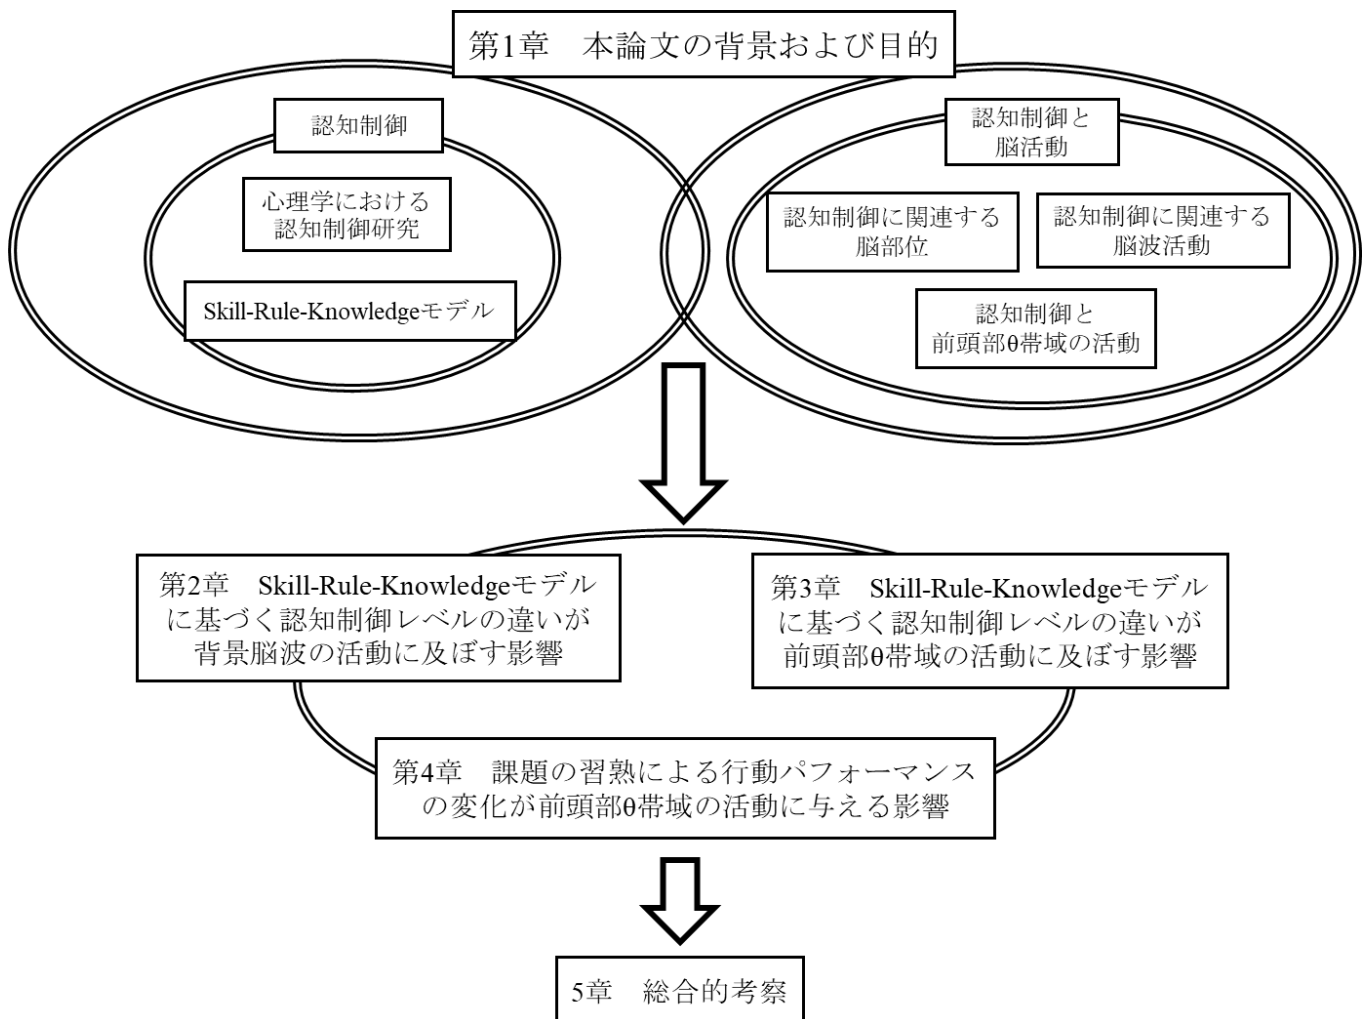 第1章　本論文の背景および目的
認知制御
心理学における
認知制御研究
Skill-Rule-Knowledgeモデル
認知制御と
脳活動
認知制御に関連する
脳部位
認知制御に関連する
脳波活動
認知制御と
前頭部θ帯域の活動
第2章　Skill-Rule-Knowledgeモデル
に基づく認知制御レベルの違いが
背景脳波の活動に及ぼす影響
第3章　Skill-Rule-Knowledgeモデル
に基づく認知制御レベルの違いが
前頭部θ帯域の活動に及ぼす影響
第4章　課題の習熟による行動パフォーマンス
の変化が前頭部θ帯域の活動に与える影響
5章　総合的考察